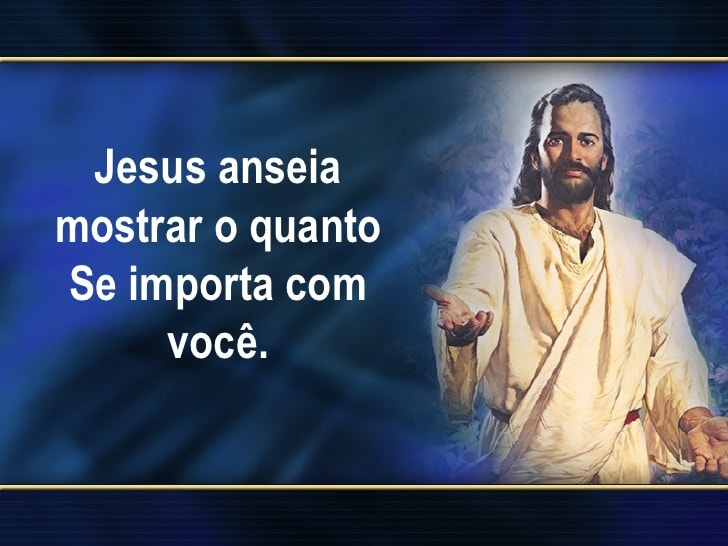 Jesus anseia
mostrar o quanto
Se importa com
você.